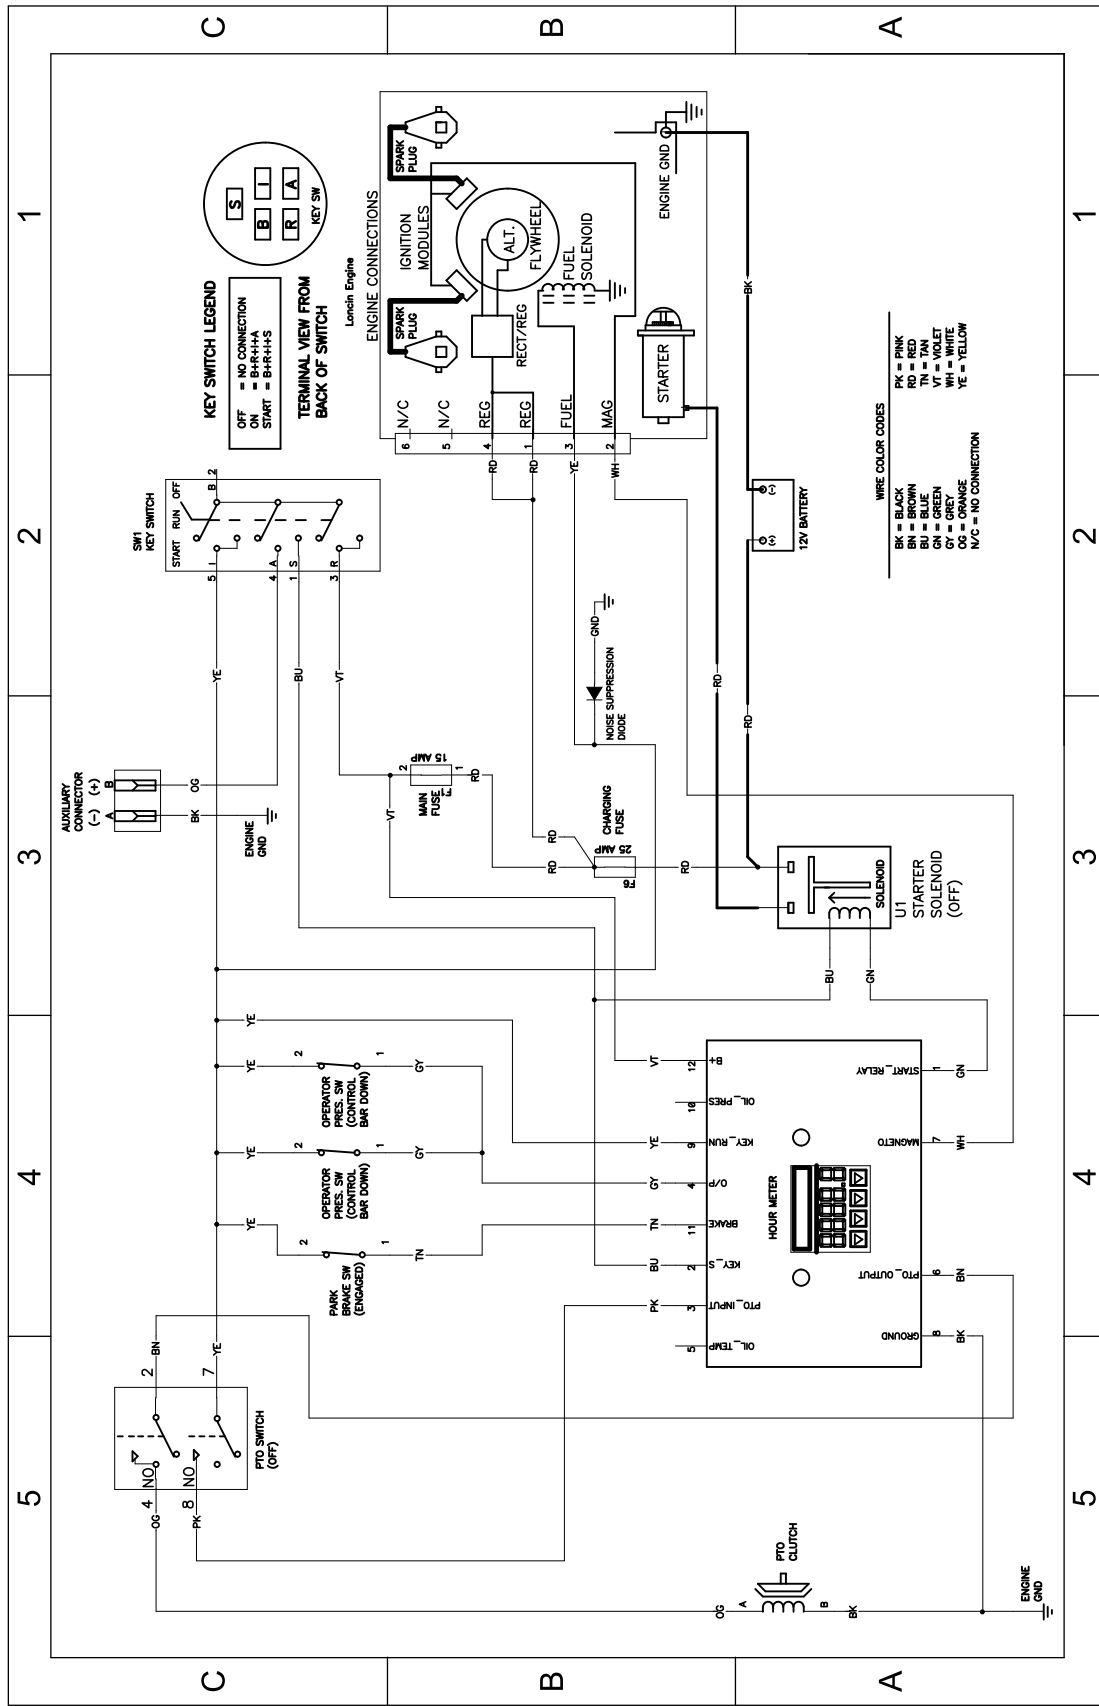 C
B
A
1
2
3
4
5
1
2
3
4
5
C
B
A
KEY SWITCH LEGEND
OFF = NO CONNECTION
ON = B+R+I+A
START = B+R+I+S
TERMINAL VIEW FROM
BACK OF SWITCH
S
B
I
R
A
KEY SW
Loncin Engine
ENGINE CONNECTIONS
SPARK
PLUG
SPARK
PLUG
IGNITION
MODULES
ALT.
FLYWHEEL
RECT/REG
FUEL
SOLENOID
STARTER
ENGINE GND
6 N/C
5 N/C
4 REG
1 REG
3 FUEL
2 MAG
RD
RD
YE
WH
SW1
KEY SWITCH
START RUN OFF
B 2
5 I
4 A
1 S
3 R
YE
BU
VT
AUXILIARY
CONNECTOR
(-) (+)
A B
OG
BK
ENGINE
GND
MAIN
FUSE
F1
15 AMP
2
1
RD
VT
CHARGING
FUSE
F6
25 AMP
RD
RD
RD
NOISE SUPPRESSION
DIODE
GND
12V BATTERY
(-)
(+)
BK
RD
RD
WIRE COLOR CODES
BK = BLACK
BN = BROWN
BU = BLUE
GN = GREEN
GY = GREY
OG = ORANGE
N/C = NO CONNECTION
PK = PINK
RD = RED
TN = TAN
VT = VIOLET
WH = WHITE
YE = YELLOW
SOLENOID
U1
STARTER
SOLENOID
(OFF)
BU
GN
YE
YE
YE
YE
OPERATOR
PRES. SW
(CONTROL
BAR DOWN)
2
1
GY
OPERATOR
PRES. SW
(CONTROL
BAR DOWN)
2
1
GY
PARK
BRAKE SW
(ENGAGED)
2
1
TN
HOUR METER
VT 12 B+
10 OIL_PRES
YE 9 KEY_RUN
GY 4 O/P
TN 11 BRAKE
BU 2 KEY_S
PK 3 PTO_INPUT
5 OIL_TEMP
START_RELAY 1 GN
MAGNETO 7 WH
PTO_OUTPUT 6 BN
GROUND 8 BK
PTO SWITCH
(OFF)
2 BN
7 YE
OG 4 NO
PK 8 NO
PTO
CLUTCH
OG A
B BK
ENGINE
GND